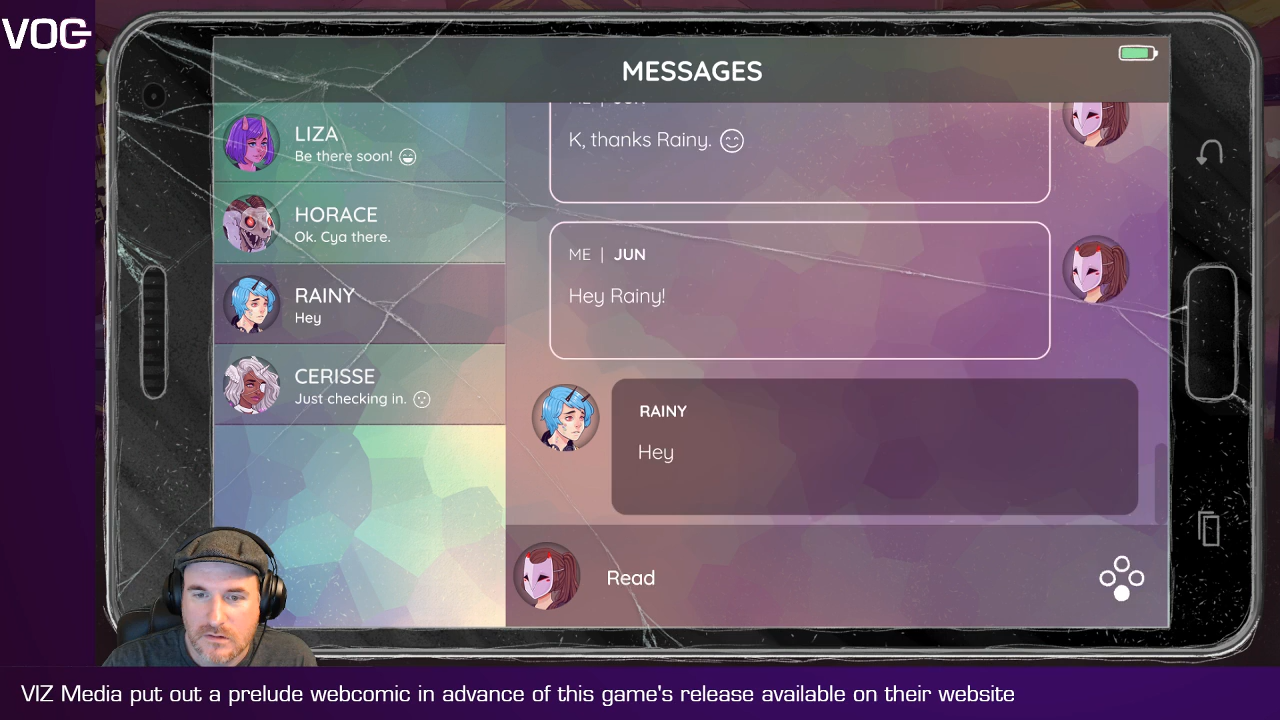 VOG
MESSAGES
LIZA
Be there soon!
HORACE
Ok. Cya there.
RAINY
Hey
CERISSE
Just checking in.
ME | JUN
K, thanks Rainy.
ME | JUN
Hey Rainy!
RAINY
Hey
Read
VIZ Media put out a prelude webcomic in advance of this game's release available on their website